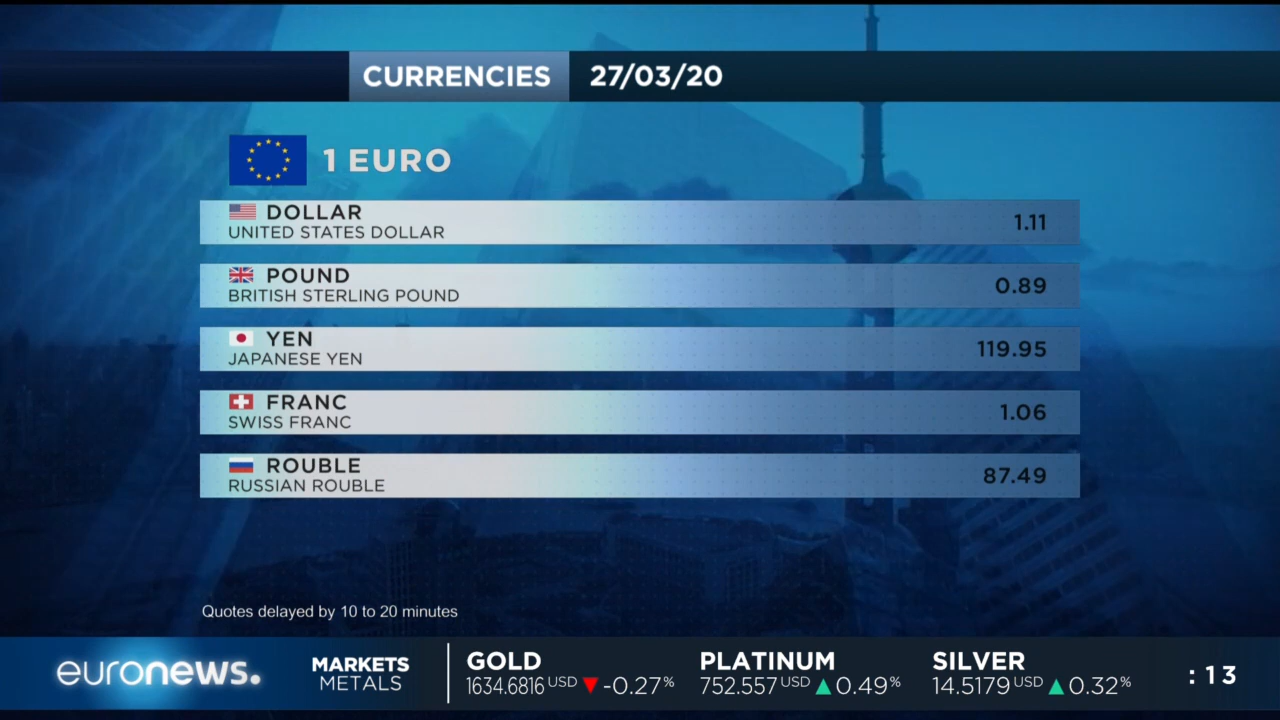 CURRENCIES 27/03/20
1 EURO
DOLLAR
UNITED STATES DOLLAR 1.11
POUND
BRITISH STERLING POUND 0.89
YEN
JAPANESE YEN 119.95
FRANC
SWISS FRANC 1.06
ROUBLE
RUSSIAN ROUBLE 87.49
Quotes delayed by 10 to 20 minutes
euronews.
MARKETS
METALS
GOLD
1634.6816 USD ▼ -0.27%
PLATINUM
752.557 USD ▲ 0.49%
SILVER
14.5179 USD ▲ 0.32%
:13